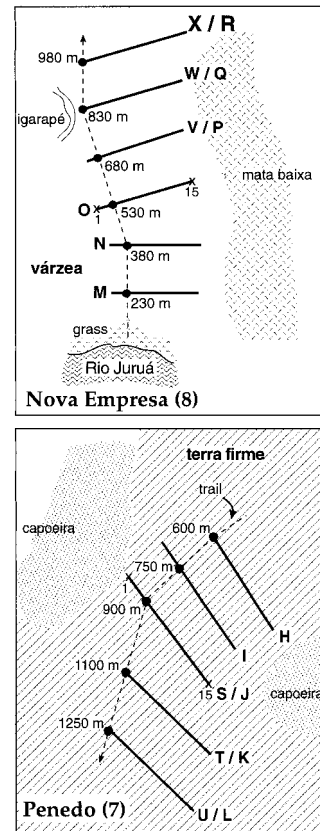 X / R
980 m
W / Q
igarapé
830 m
V / P
680 m
mata baixa
15
O
1
530 m
N
380 m
várzea
M
230 m
grass
Rio Juruá
Nova Empresa (8)
terra firme
trail
capoeira
600 m
750 m
1
900 m
H
I
15
S / J
capoeira
1100 m
T / K
1250 m
U / L
Penedo (7)